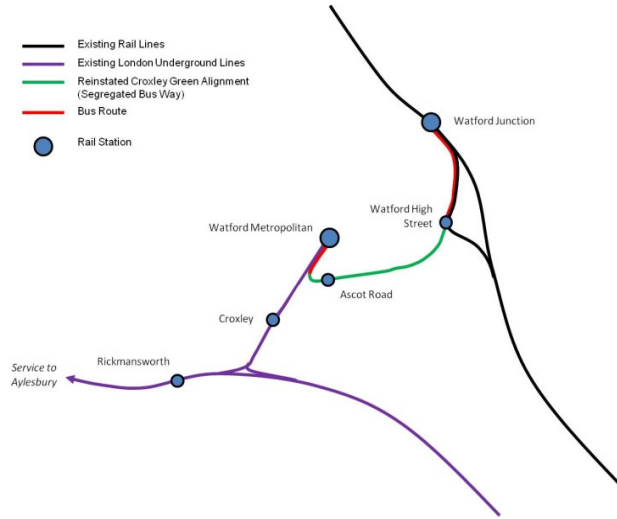 Existing Rail Lines
Existing London Underground Lines
Reinstated Croxley Green Alignment
(Segregated Bus Way)
Bus Route
Rail Station
Watford Junction
Watford High
Street
Watford Metropolitan
Ascot Road
Croxley
Rickmansworth
Service to
Aylesbury